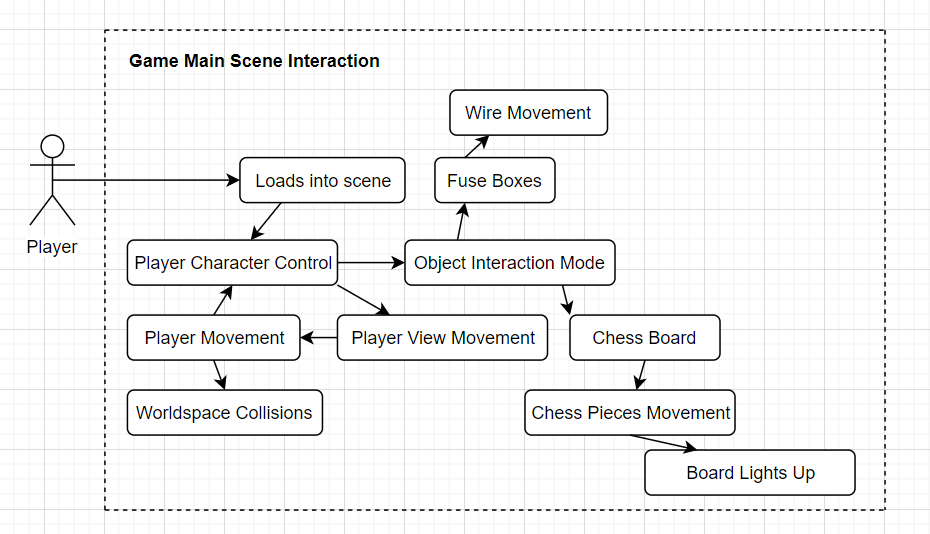 Game Main Scene Interaction
Wire Movement
Loads into scene
Fuse Boxes
Player
Player Character Control
Object Interaction Mode
Player Movement
Player View Movement
Chess Board
Worldspace Collisions
Chess Pieces Movement
Board Lights Up